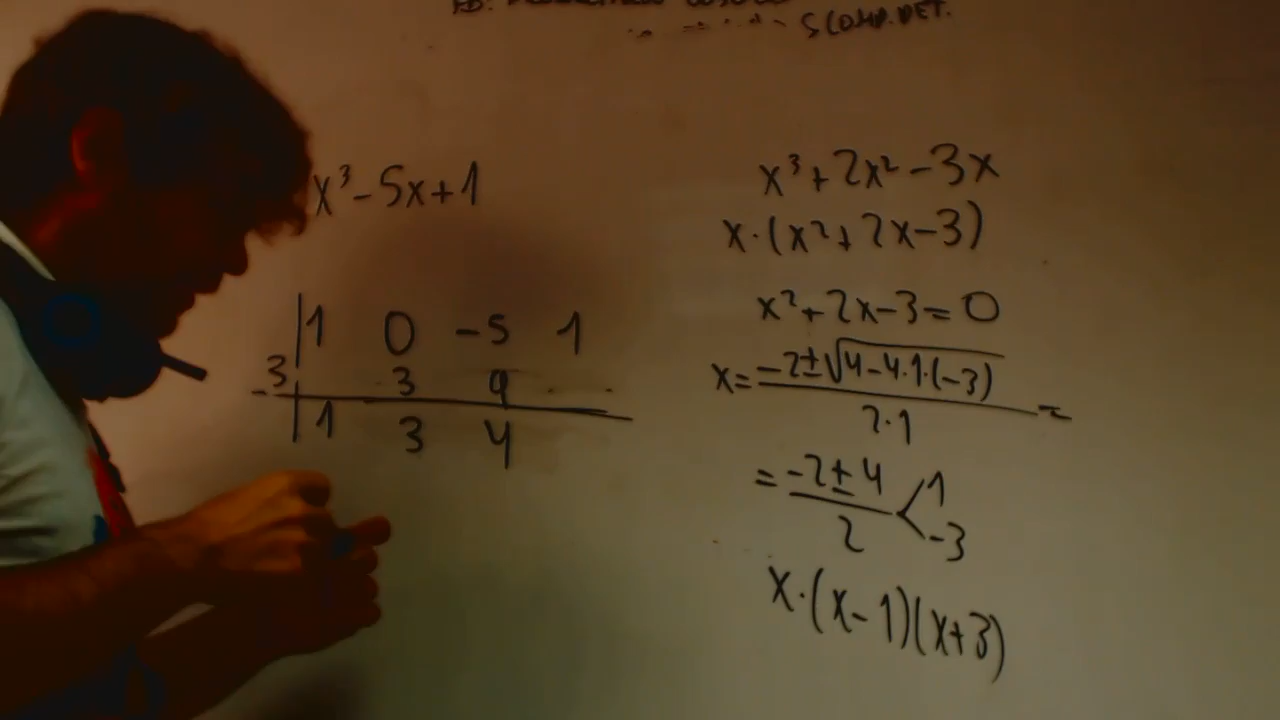 S COMP. DET.
x³-5x+1
1 0 -5 1
3 3 9
1 3 4
x³+2x²-3x
x·(x²+2x-3)
x²+2x-3=0
x=-2±√4-4·1·(-3)
2·1
=
=-2±4
2
1
-3
x·(x-1)(x+3)